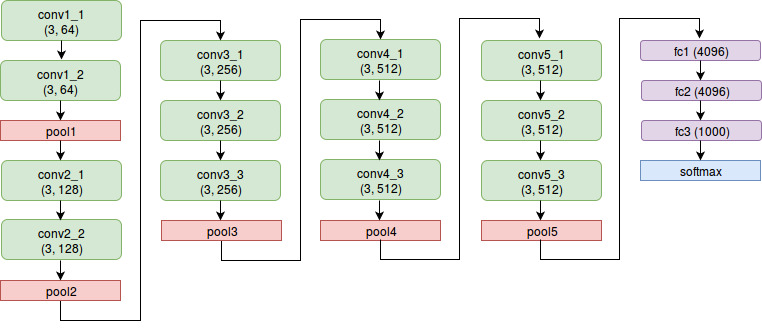 conv1_1
(3, 64)
conv1_2
(3, 64)
pool1
conv2_1
(3, 128)
conv2_2
(3, 128)
pool2
conv3_1
(3, 256)
conv3_2
(3, 256)
conv3_3
(3, 256)
pool3
conv4_1
(3, 512)
conv4_2
(3, 512)
conv4_3
(3, 512)
pool4
conv5_1
(3, 512)
conv5_2
(3, 512)
conv5_3
(3, 512)
pool5
fc1 (4096)
fc2 (4096)
fc3 (1000)
softmax